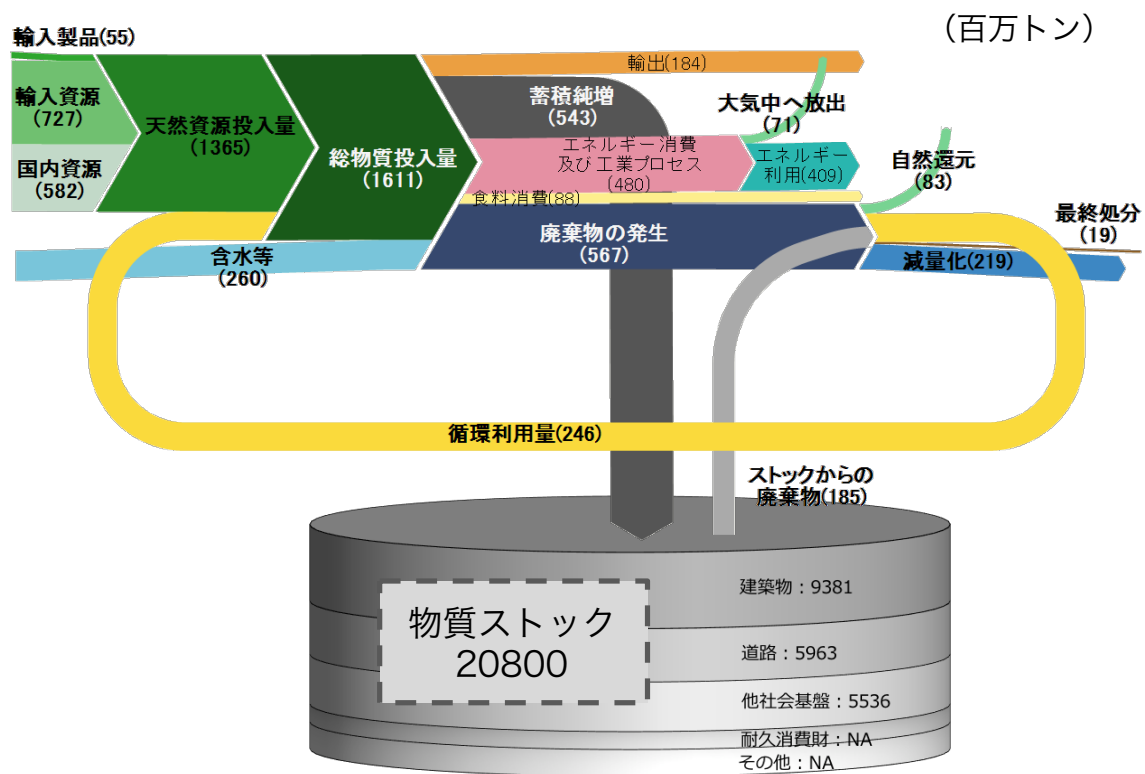 （百万トン）
輸入製品(55)
輸入資源
(727)
国内資源
(582)
天然資源投入量
(1365)
総物質投入量
(1611)
輸出(184)
蓄積純増
(543)
大気中へ放出
(71)
エネルギー消費
及び工業プロセス
(480)
エネルギー
利用(409)
食料消費(88)
自然還元
(83)
廃棄物の発生
(567)
最終処分
(19)
減量化(219)
含水等
(260)
循環利用量(246)
ストックからの
廃棄物(185)
物質ストック
20800
建築物：9381
道路：5963
他社会基盤：5536
耐久消費財：NA
その他：NA